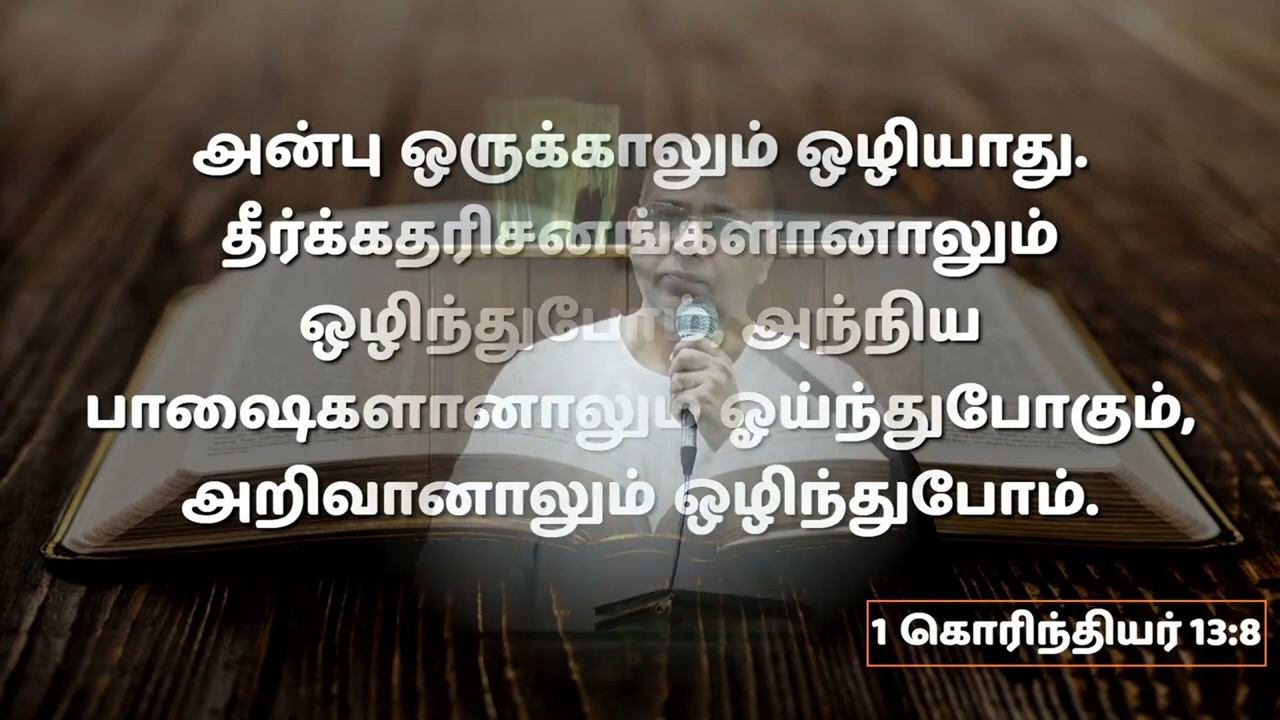 அன்பு ஒருக்காலும் ஒழியாது.
தீர்க்கதரிசனங்களானாலும்
ஒழிந்துபோம், அந்நிய
பாஷைகளானாலும் ஓய்ந்துபோகும்,
அறிவானாலும் ஒழிந்துபோம்.
1 கொரிந்தியர் 13:8